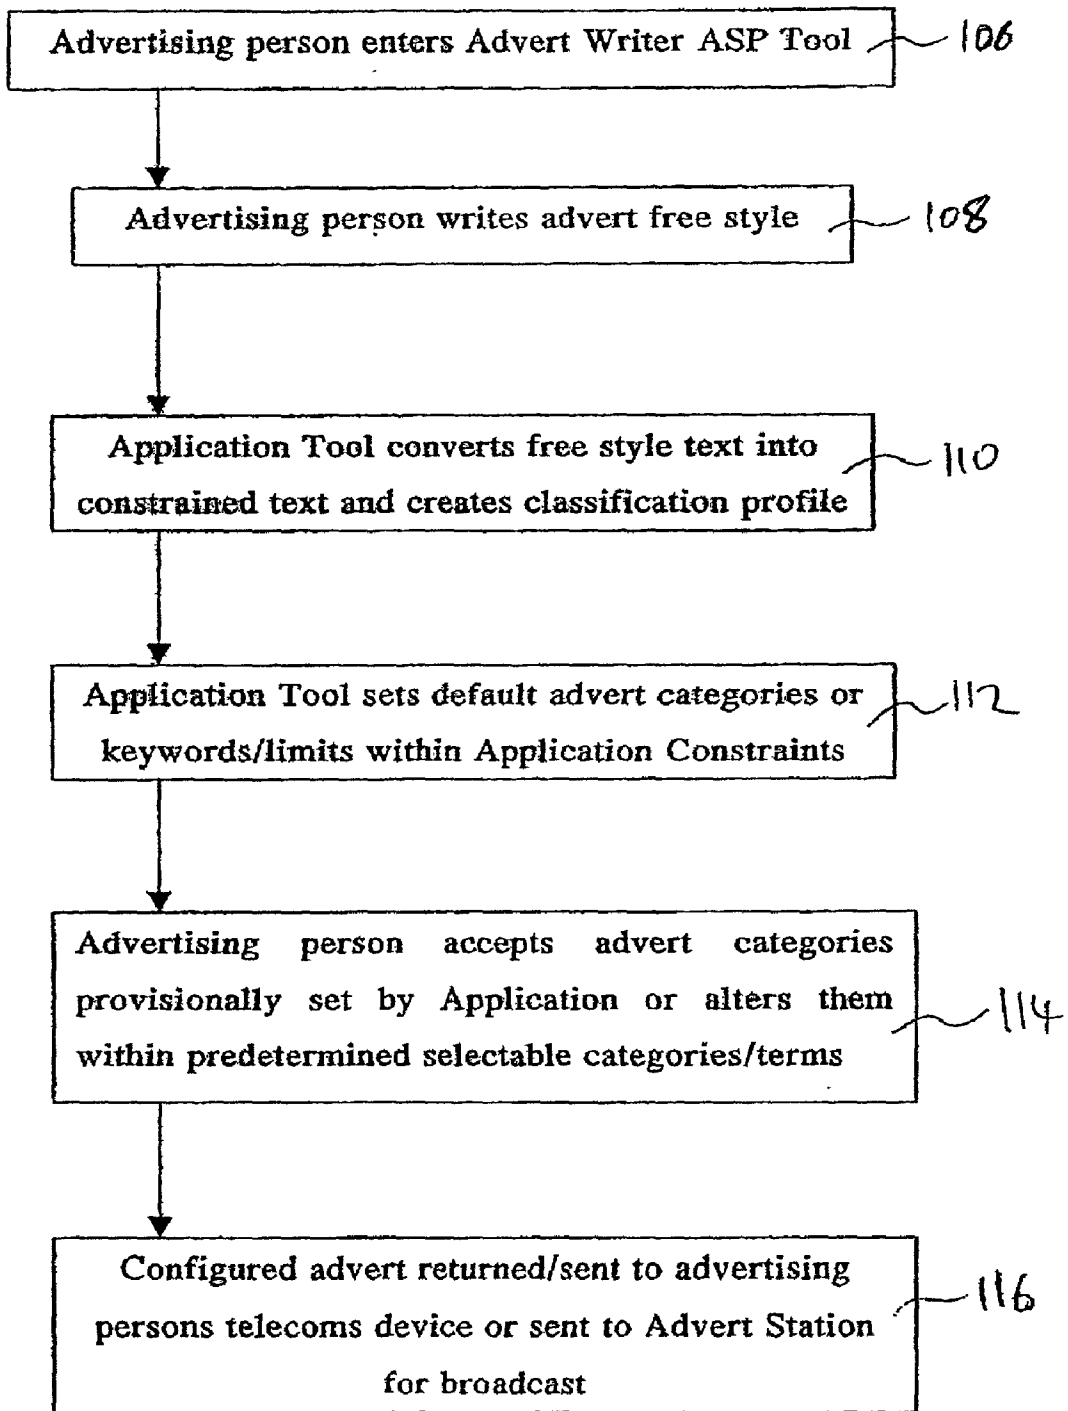 Advertising person enters Advert Writer ASP Tool
106
Advertising person writes advert free style
108
Application Tool converts free style text into
constrained text and creates classification profile
110
Application Tool sets default advert categories or
keywords/limits within Application Constraints
112
Advertising person accepts advert categories
provisionally set by Application or alters them
within predetermined selectable categories/terms
114
Configured advert returned/sent to advertising
persons telecoms device or sent to Advert Station
for broadcast
116